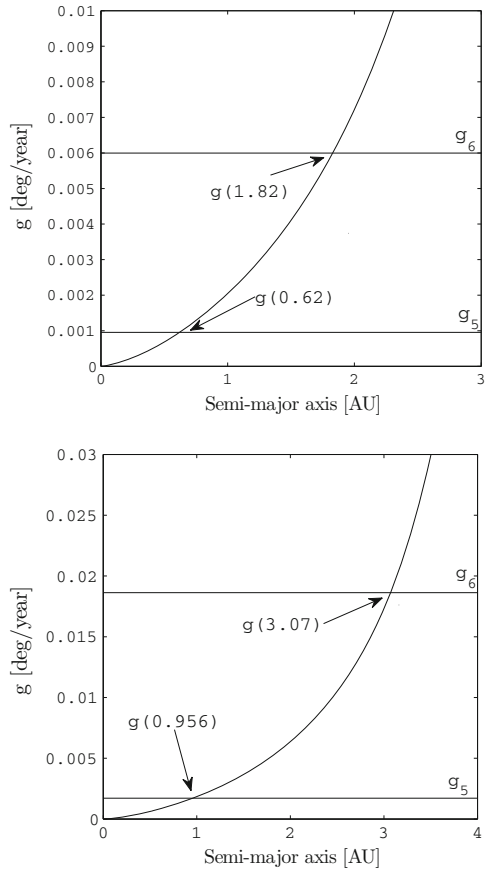 0.01
0.009
0.008
0.007
0.006
0.005
0.004
0.003
0.002
0.001
0
g [deg/year]
g6
g(1.82)
g(0.62)
g5
0 1 2 3
Semi-major axis [AU]
0.03
0.025
0.02
0.015
0.01
0.005
0
g [deg/year]
g6
g(3.07)
g(0.956)
g5
0 1 2 3 4
Semi-major axis [AU]